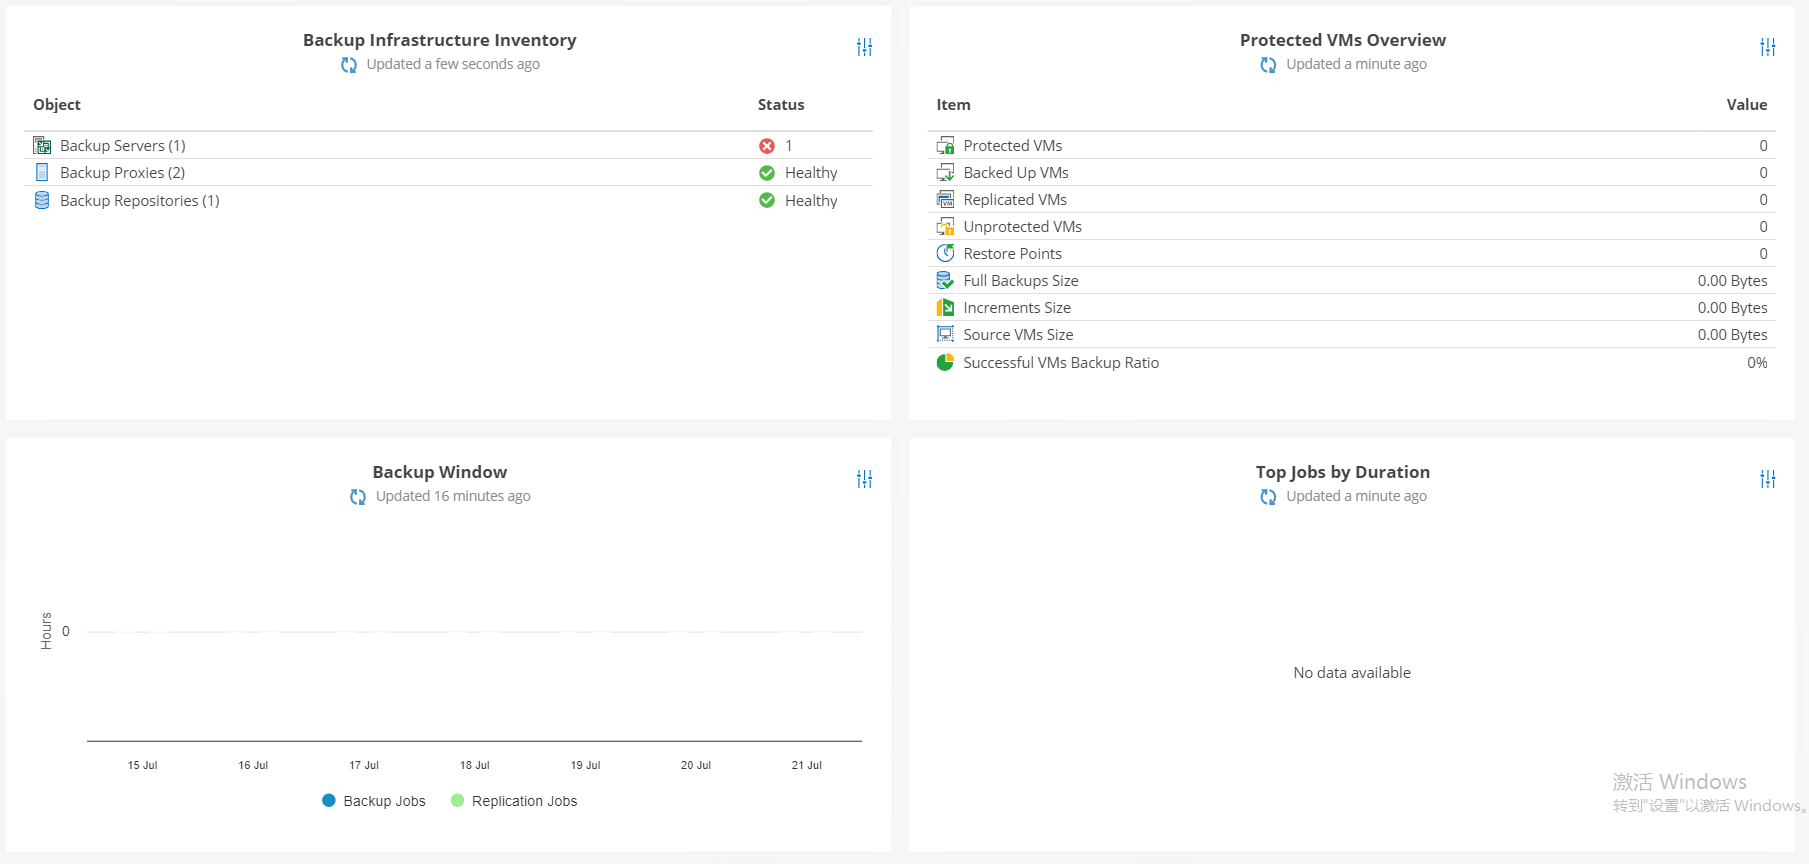 Backup Infrastructure Inventory
Updated a few seconds ago
Object Status
Backup Servers (1) 1
Backup Proxies (2) Healthy
Backup Repositories (1) Healthy
Protected VMs Overview
Updated a minute ago
Item Value
Protected VMs 0
Backed Up VMs 0
Replicated VMs 0
Unprotected VMs 0
Restore Points 0
Full Backups Size 0.00 Bytes
Increments Size 0.00 Bytes
Source VMs Size 0.00 Bytes
Successful VMs Backup Ratio 0%
Backup Window
Updated 16 minutes ago
Hours
0
15 Jul 16 Jul 17 Jul 18 Jul 19 Jul 20 Jul 21 Jul
Backup Jobs Replication Jobs
Top Jobs by Duration
Updated a minute ago
No data available
激活 Windows
转到“设置”以激活 Windows。